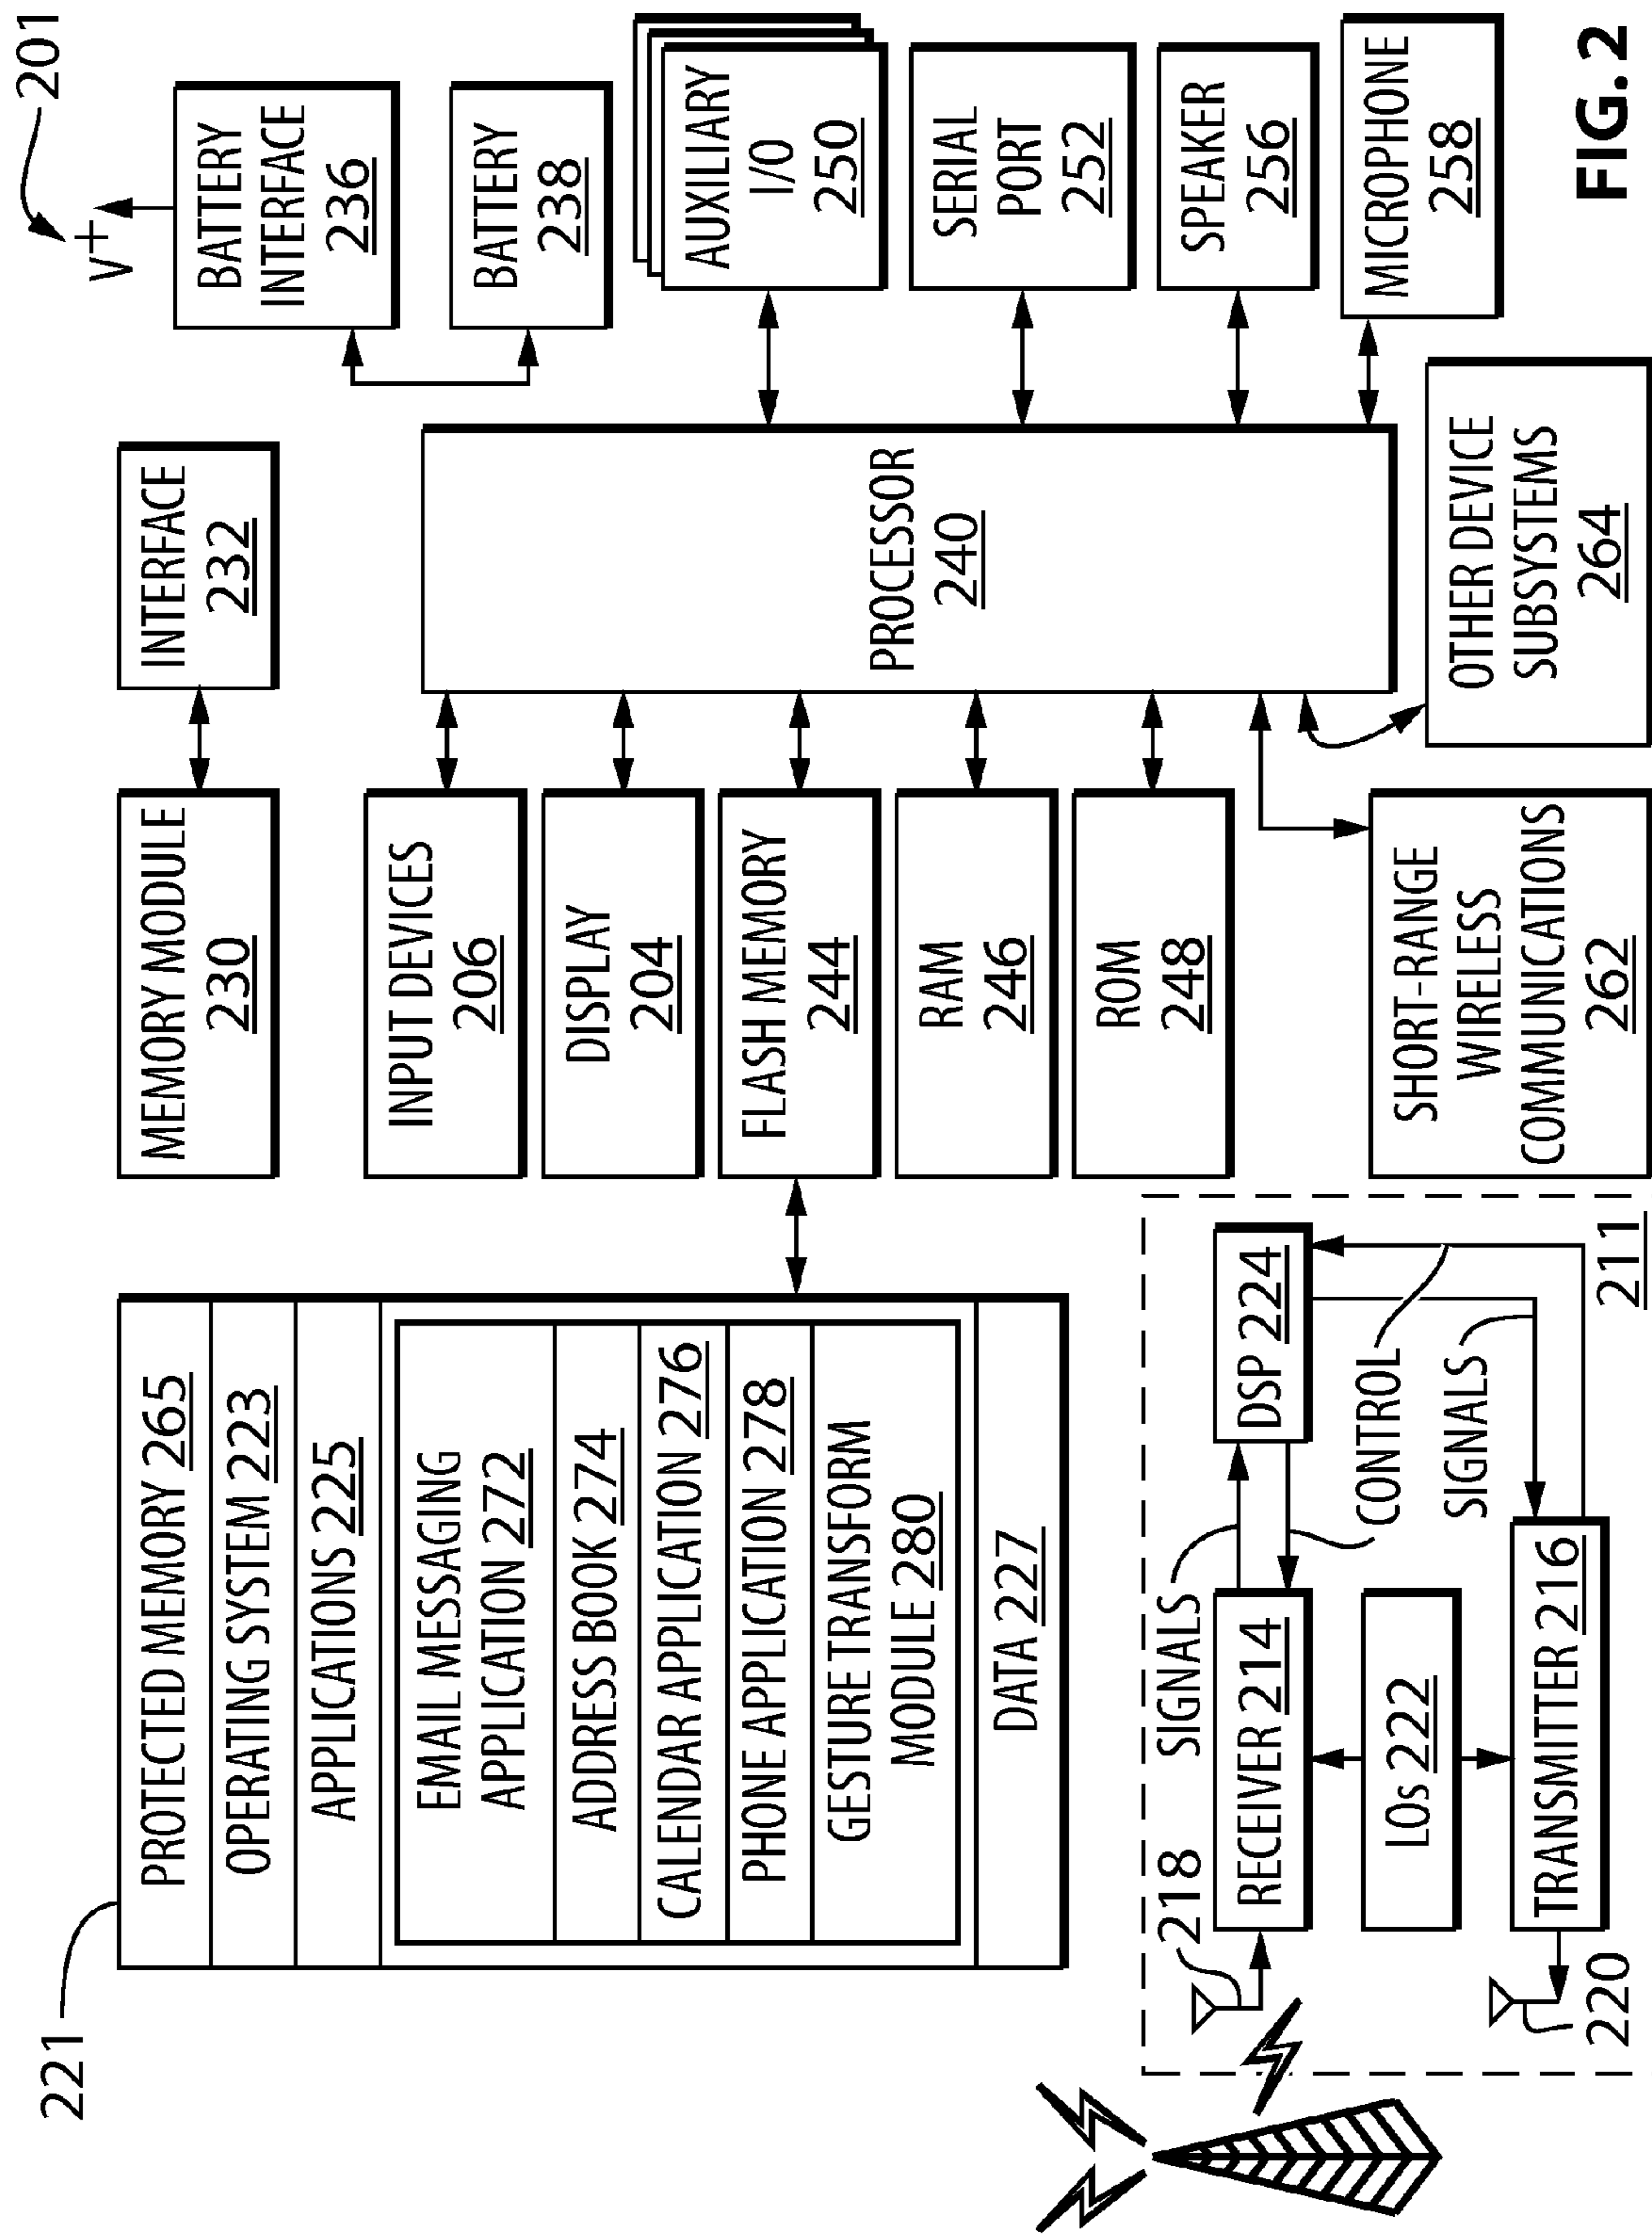 221
PROTECTED MEMORY 265
OPERATING SYSTEM 223
APPLICATIONS 225
EMAIL MESSAGING
APPLICATION 272
ADDRESS BOOK 274
CALENDAR APPLICATION 276
PHONE APPLICATION 278
GESTURE TRANSFORM
MODULE 280
DATA 227
MEMORY MODULE
230
INTERFACE
232
INPUT DEVICES
206
DISPLAY
204
FLASH MEMORY
244
RAM
246
ROM
248
PROCESSOR
240
201
V+
BATTERY
INTERFACE
236
BATTERY
238
AUXILIARY
I/O
250
SERIAL
PORT
252
SPEAKER
256
MICROPHONE
258
218
SIGNALS
RECEIVER 214
DSP 224
LOs 222
CONTROL
SIGNALS
TRANSMITTER 216
220
211
SHORT-RANGE
WIRELESS
COMMUNICATIONS
262
OTHER DEVICE
SUBSYSTEMS
264
FIG. 2